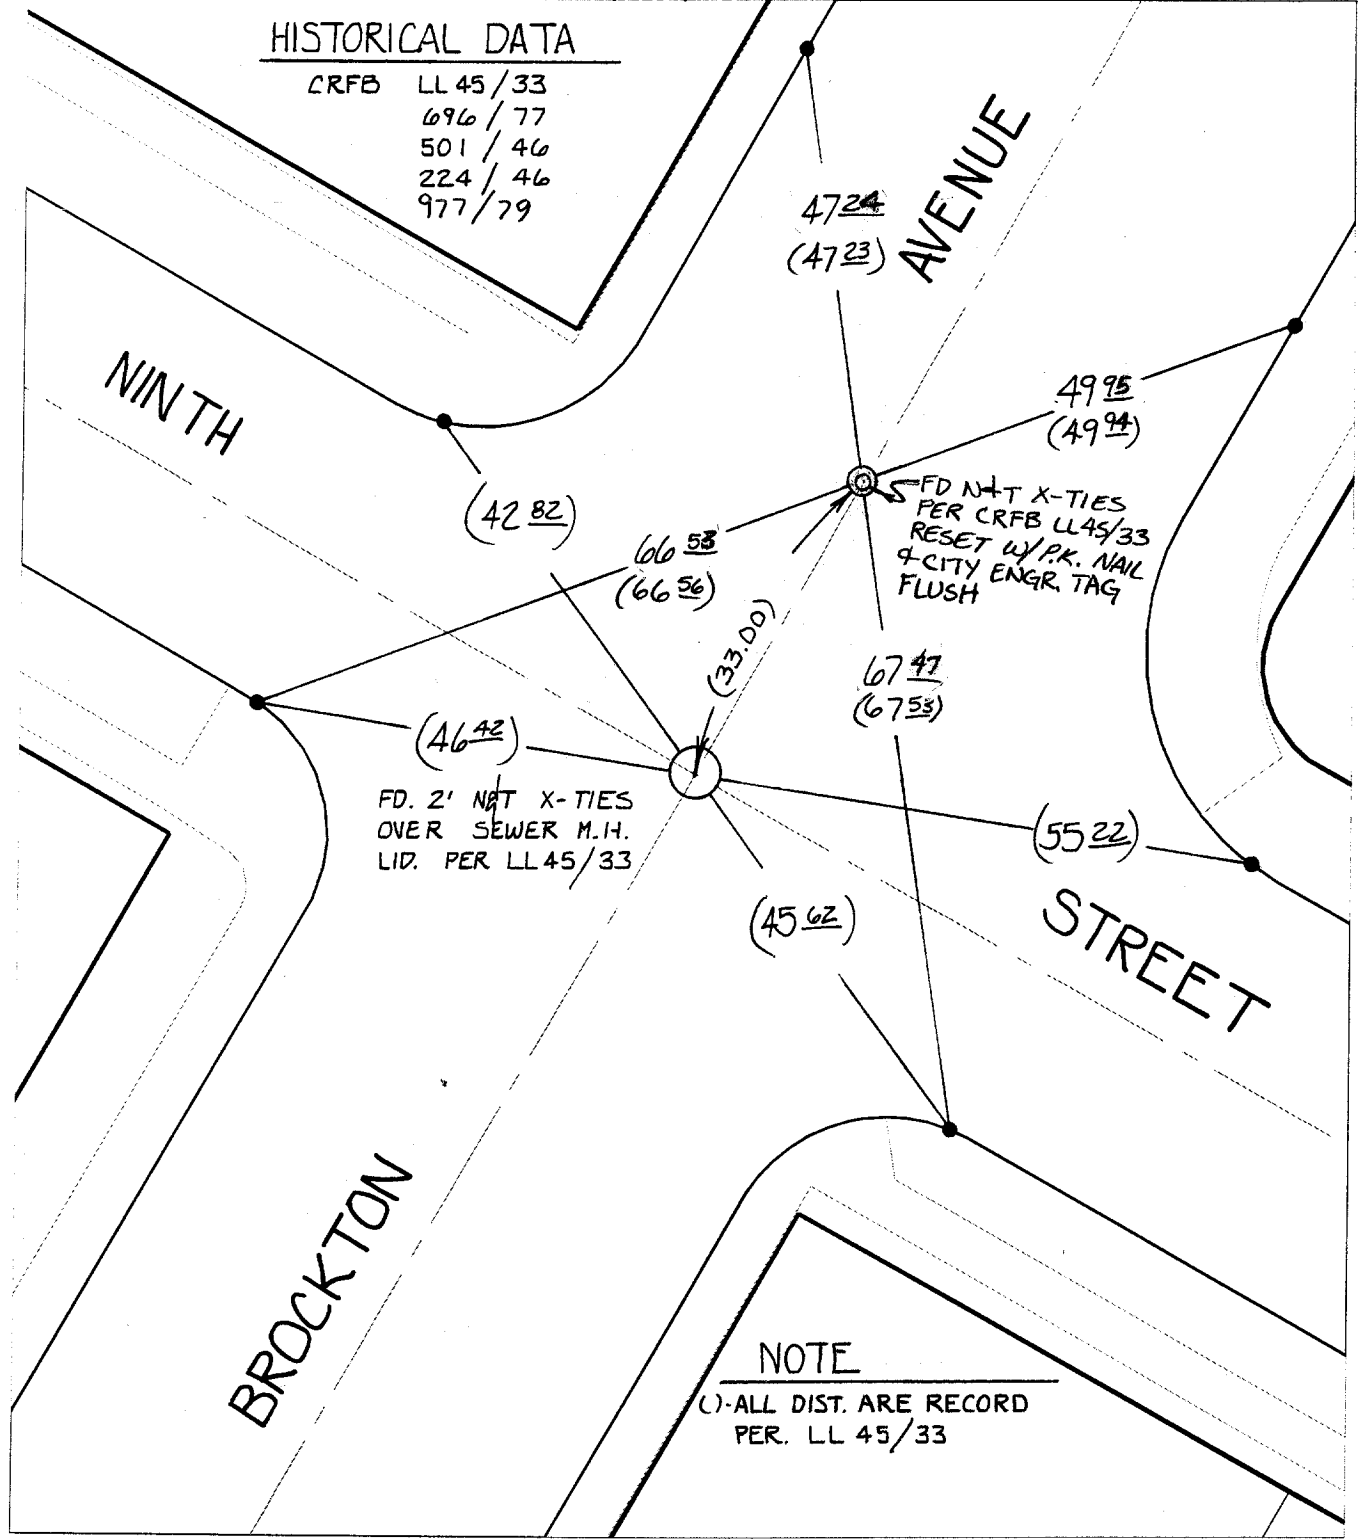 HISTORICAL DATA
CRFB LL 45/33
696/77
501/46
224/46
977/79
AVENUE
NINTH
47 24
(47 23)
49 95
(49 94)
(42 82)
66 53
(66 56)
FD N&T X-TIES
PER CRFB LL45/33
RESET W/ P.K. NAIL
& CITY ENGR. TAG
FLUSH
(33.00)
67 47
(67 53)
(46 42)
FD. 2' N&T X-TIES
OVER SEWER M.H.
LID. PER LL 45/33
(55 22)
(45 62)
STREET
BROCKTON
NOTE
()-ALL DIST. ARE RECORD
PER. LL 45/33